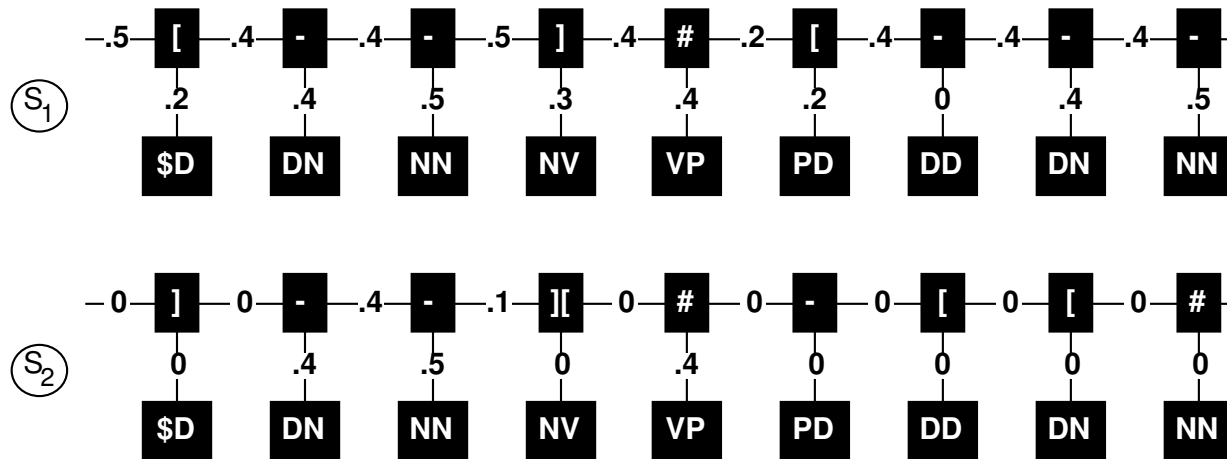 .5 [ .4 - .4 - .5 ] .4 # .2 [ .4 - .4 - .4 -
S1 .2 .4 .5 .3 .4 .2 0 .4 .5
$D DN NN NV VP PD DD DN NN
0 ] 0 - .4 - .1 ][ 0 # 0 - 0 [ 0 [ 0 #
S2 0 .4 .5 0 .4 0 0 0 0
$D DN NN NV VP PD DD DN NN